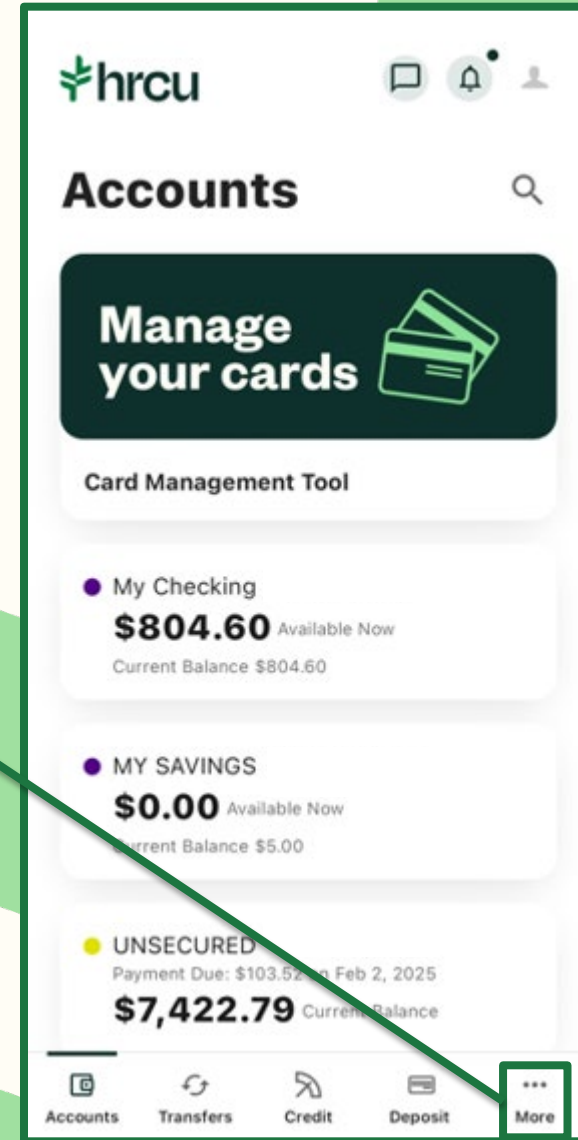 hrcu
Accounts
Manage
your cards
Card Management Tool
My Checking
$804.60 Available Now
Current Balance $804.60
MY SAVINGS
$0.00 Available Now
Current Balance $5.00
UNSECURED
Payment Due: $103.52 on Feb 2, 2025
$7,422.79 Current Balance
Accounts Transfers Credit Deposit More